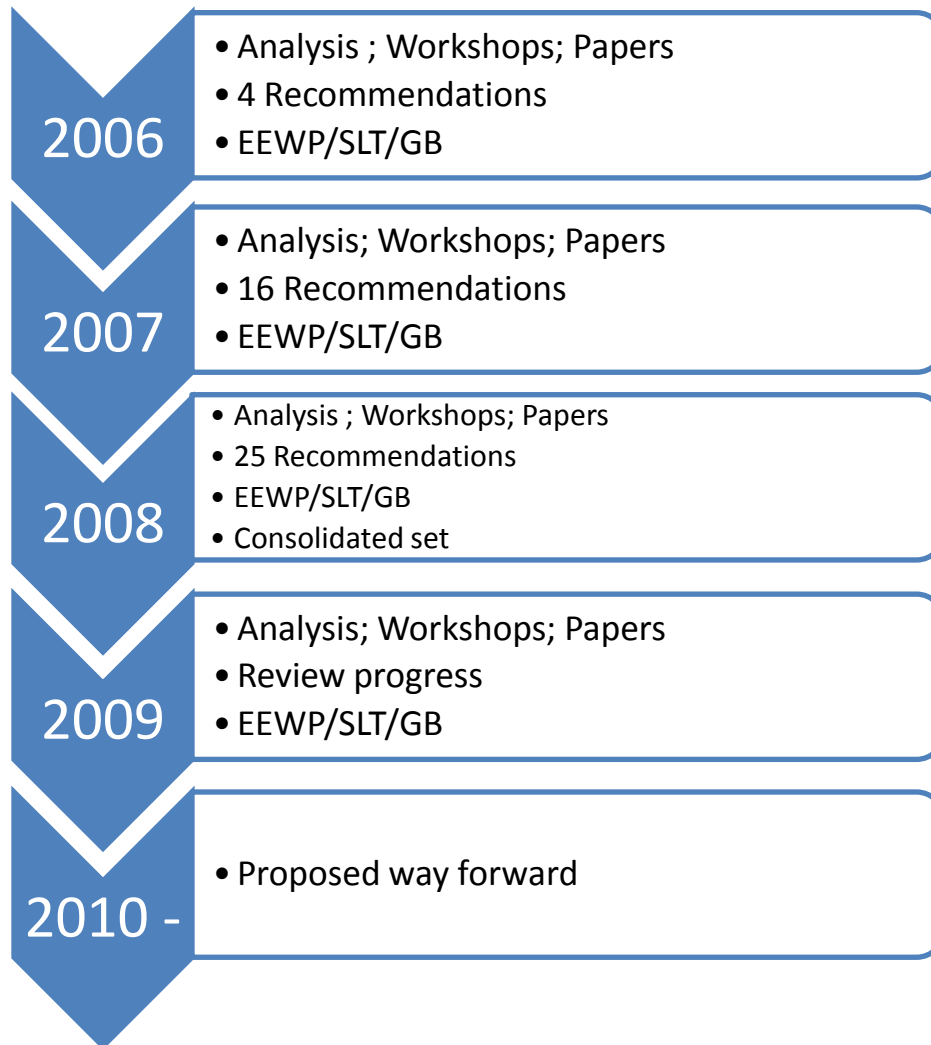 2006
• Analysis ; Workshops; Papers
• 4 Recommendations
• EEWP/SLT/GB
2007
• Analysis; Workshops; Papers
• 16 Recommendations
• EEWP/SLT/GB
2008
• Analysis ; Workshops; Papers
• 25 Recommendations
• EEWP/SLT/GB
• Consolidated set
2009
• Analysis; Workshops; Papers
• Review progress
• EEWP/SLT/GB
2010 -
• Proposed way forward